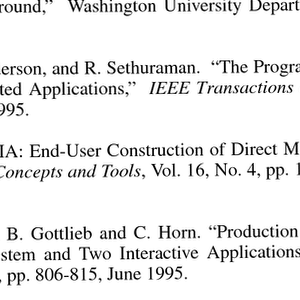 round,” Washington University Depart
erson, and R. Sethuraman. “The Progra
ted Applications,” IEEE Transactions
995.
IA: End-User Construction of Direct M
Concepts and Tools, Vol. 16, No. 4, pp. 1
B. Gottlieb and C. Horn. “Production
stem and Two Interactive Applications
, pp. 806-815, June 1995.